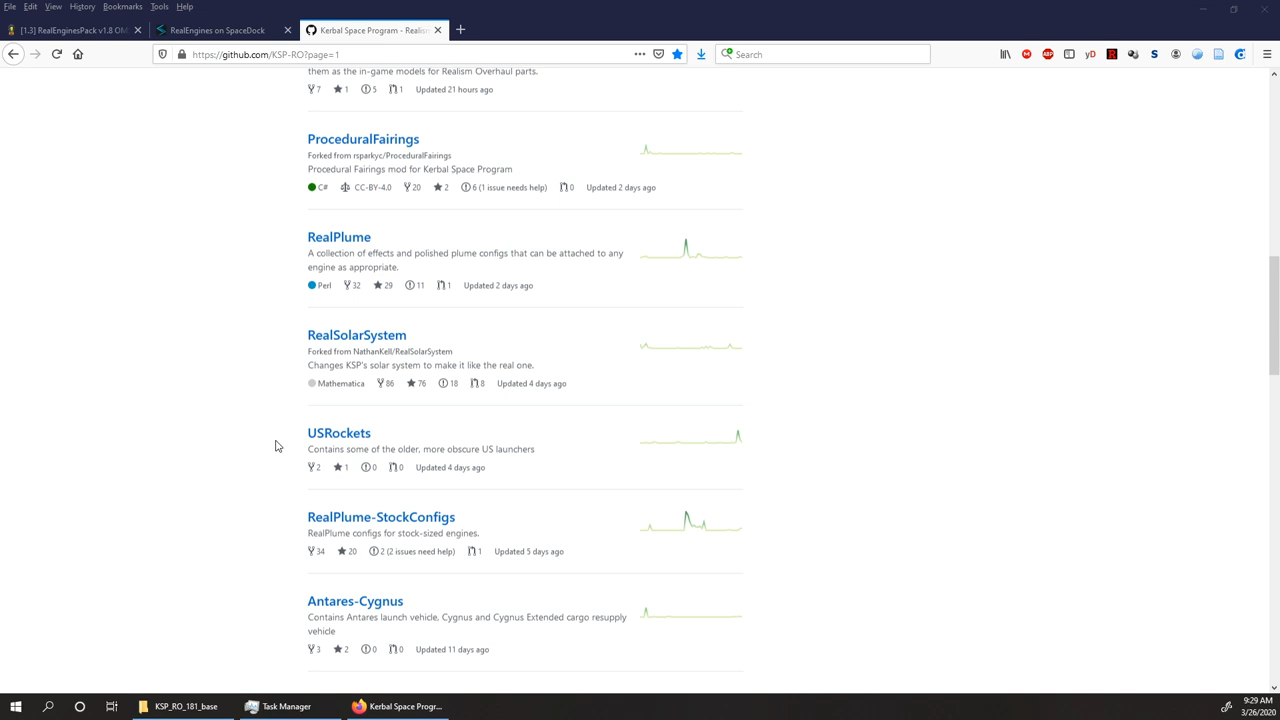 File Edit View History Bookmarks Tools Help
[1.3] RealEnginesPack v1.8 OM
RealEngines on SpaceDock
Kerbal Space Program - Realism
https://github.com/KSP-RO?page=1
Search
them as the in-game models for Realism Overhaul parts.
7 1 5 1 Updated 21 hours ago
ProceduralFairings
Forked from rsparkyc/ProceduralFairings
Procedural Fairings mod for Kerbal Space Program
C# CC-BY-4.0 20 2 6 (1 issue needs help) 0 Updated 2 days ago
RealPlume
A collection of effects and polished plume configs that can be attached to any
engine as appropriate.
Perl 32 29 11 1 Updated 2 days ago
RealSolarSystem
Forked from NathanKell/RealSolarSystem
Changes KSP's solar system to make it like the real one.
Mathematica 86 76 18 8 Updated 4 days ago
USRockets
Contains some of the older, more obscure US launchers
2 1 0 0 Updated 4 days ago
RealPlume-StockConfigs
RealPlume configs for stock-sized engines.
34 20 2 (2 issues need help) 1 Updated 5 days ago
Antares-Cygnus
Contains Antares launch vehicle, Cygnus and Cygnus Extended cargo resupply
vehicle
3 2 0 0 Updated 11 days ago
KSP_RO_181_base
Task Manager
Kerbal Space Progr...
9:29 AM
3/26/2020